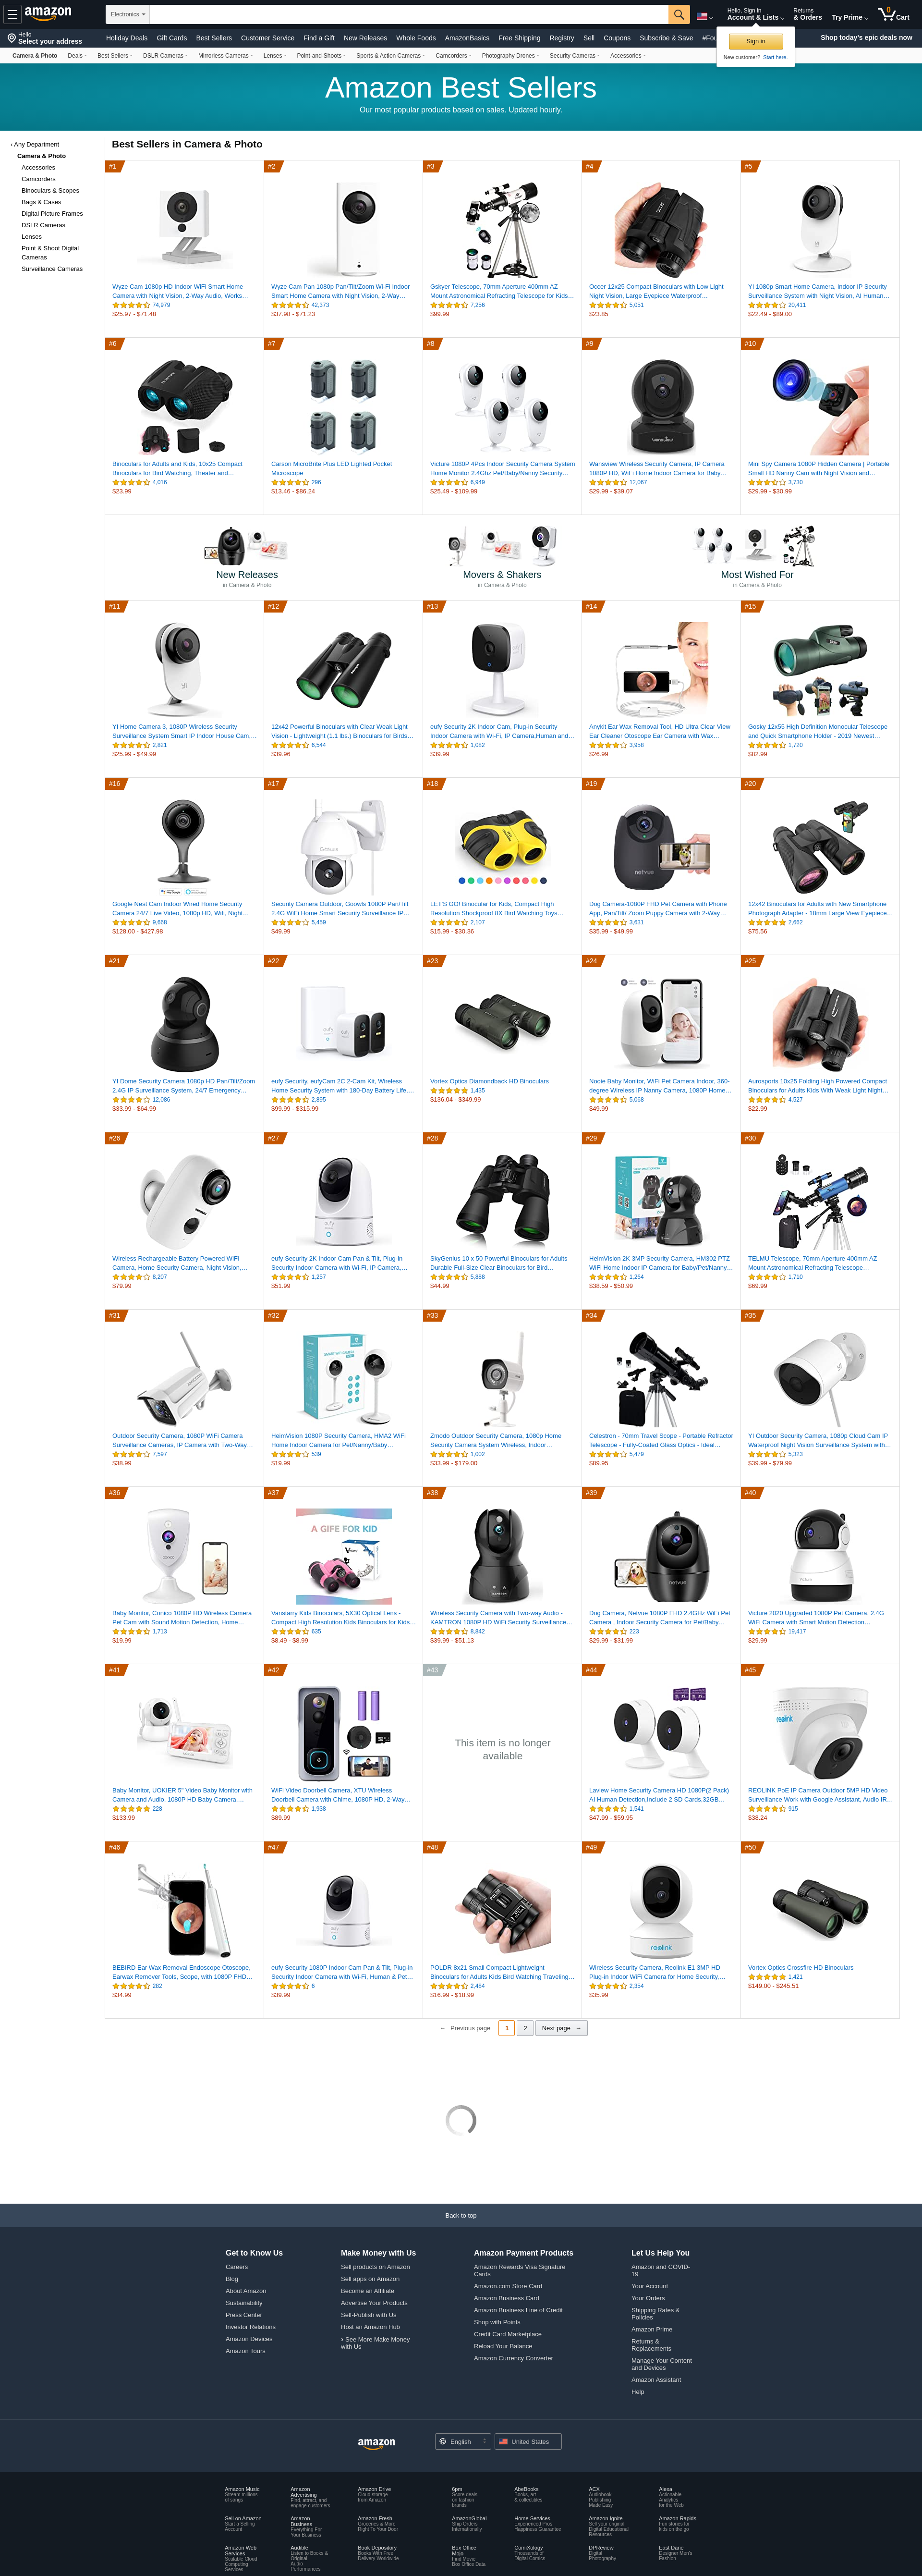 amazon
Electronics
Hello, Sign in
Account & Lists
Returns
& Orders
Try Prime
0
Cart
Hello
Select your address
Holiday Deals
Gift Cards
Best Sellers
Customer Service
Find a Gift
New Releases
Whole Foods
AmazonBasics
Free Shipping
Registry
Sell
Coupons
Subscribe & Save
Shop today's epic deals now
Sign in
New customer? Start here.
Camera & Photo
Deals
Best Sellers
DSLR Cameras
Mirrorless Cameras
Lenses
Point-and-Shoots
Sports & Action Cameras
Camcorders
Photography Drones
Security Cameras
Accessories
Amazon Best Sellers
Our most popular products based on sales. Updated hourly.
‹ Any Department
Camera & Photo
Accessories
Camcorders
Binoculars & Scopes
Bags & Cases
Digital Picture Frames
DSLR Cameras
Lenses
Point & Shoot Digital
Cameras
Surveillance Cameras
Best Sellers in Camera & Photo
#1
Wyze Cam 1080p HD Indoor WiFi Smart Home
Camera with Night Vision, 2-Way Audio, Works…
74,979
$25.97 - $71.48
#2
Wyze Cam Pan 1080p Pan/Tilt/Zoom Wi-Fi Indoor
Smart Home Camera with Night Vision, 2-Way…
42,373
$37.98 - $71.23
#3
Gskyer Telescope, 70mm Aperture 400mm AZ
Mount Astronomical Refracting Telescope for Kids…
7,256
$99.99
#4
Occer 12x25 Compact Binoculars with Low Light
Night Vision, Large Eyepiece Waterproof…
5,051
$23.85
#5
YI 1080p Smart Home Camera, Indoor IP Security
Surveillance System with Night Vision, AI Human…
20,411
$22.49 - $89.00
#6
Binoculars for Adults and Kids, 10x25 Compact
Binoculars for Bird Watching, Theater and…
4,016
$23.99
#7
Carson MicroBrite Plus LED Lighted Pocket
Microscope
296
$13.46 - $86.24
#8
Victure 1080P 4Pcs Indoor Security Camera System
Home Monitor 2.4Ghz Pet/Baby/Nanny Security…
6,949
$25.49 - $109.99
#9
Wansview Wireless Security Camera, IP Camera
1080P HD, WiFi Home Indoor Camera for Baby…
12,067
$29.99 - $39.07
#10
Mini Spy Camera 1080P Hidden Camera | Portable
Small HD Nanny Cam with Night Vision and…
3,730
$29.99 - $30.99
New Releases
in Camera & Photo
Movers & Shakers
in Camera & Photo
Most Wished For
in Camera & Photo
#11
YI Home Camera 3, 1080P Wireless Security
Surveillance System Smart IP Indoor House Cam,…
2,821
$25.99 - $49.99
#12
12x42 Powerful Binoculars with Clear Weak Light
Vision - Lightweight (1.1 lbs.) Binoculars for Birds…
6,544
$39.96
#13
eufy Security 2K Indoor Cam, Plug-in Security
Indoor Camera with Wi-Fi, IP Camera,Human and…
1,082
$39.99
#14
Anykit Ear Wax Removal Tool, HD Ultra Clear View
Ear Cleaner Otoscope Ear Camera with Wax…
3,958
$26.99
#15
Gosky 12x55 High Definition Monocular Telescope
and Quick Smartphone Holder - 2019 Newest…
1,720
$82.99
#16
Google Nest Cam Indoor Wired Home Security
Camera 24/7 Live Video, 1080p HD, Wifi, Night…
9,668
$128.00 - $427.98
#17
Security Camera Outdoor, Goowls 1080P Pan/Tilt
2.4G WiFi Home Smart Security Surveillance IP…
5,459
$49.99
#18
LET'S GO! Binocular for Kids, Compact High
Resolution Shockproof 8X Bird Watching Toys…
2,107
$15.99 - $30.36
#19
netvue
Dog Camera-1080P FHD Pet Camera with Phone
App, Pan/Tilt/ Zoom Puppy Camera with 2-Way…
3,631
$35.99 - $49.99
#20
12x42 Binoculars for Adults with New Smartphone
Photograph Adapter - 18mm Large View Eyepiece…
2,662
$75.56
#21
YI Dome Security Camera 1080p HD Pan/Tilt/Zoom
2.4G IP Surveillance System, 24/7 Emergency…
12,086
$33.99 - $64.99
#22
eufy Security, eufyCam 2C 2-Cam Kit, Wireless
Home Security System with 180-Day Battery Life,…
2,895
$99.99 - $315.99
#23
Vortex Optics Diamondback HD Binoculars
1,435
$136.04 - $349.99
#24
Nooie Baby Monitor, WiFi Pet Camera Indoor, 360-
degree Wireless IP Nanny Camera, 1080P Home…
5,068
$49.99
#25
Aurosports 10x25 Folding High Powered Compact
Binoculars for Adults Kids With Weak Light Night…
4,527
$22.99
#26
Wireless Rechargeable Battery Powered WiFi
Camera, Home Security Camera, Night Vision,…
8,207
$79.99
#27
eufy Security 2K Indoor Cam Pan & Tilt, Plug-in
Security Indoor Camera with Wi-Fi, IP Camera,…
1,257
$51.99
#28
SkyGenius 10 x 50 Powerful Binoculars for Adults
Durable Full-Size Clear Binoculars for Bird…
5,888
$44.99
#29
HeimVision 2K 3MP Security Camera, HM302 PTZ
WiFi Home Indoor IP Camera for Baby/Pet/Nanny…
1,264
$38.59 - $50.99
#30
TELMU Telescope, 70mm Aperture 400mm AZ
Mount Astronomical Refracting Telescope…
1,710
$69.99
#31
Outdoor Security Camera, 1080P WiFi Camera
Surveillance Cameras, IP Camera with Two-Way…
7,597
$38.99
#32
HeimVision 1080P Security Camera, HMA2 WiFi
Home Indoor Camera for Pet/Nanny/Baby…
539
$19.99
#33
Zmodo Outdoor Security Camera, 1080p Home
Security Camera System Wireless, Indoor…
1,002
$33.99 - $179.00
#34
Celestron - 70mm Travel Scope - Portable Refractor
Telescope - Fully-Coated Glass Optics - Ideal…
5,479
$89.95
#35
YI Outdoor Security Camera, 1080p Cloud Cam IP
Waterproof Night Vision Surveillance System with…
5,323
$39.99 - $79.99
#36
Baby Monitor, Conico 1080P HD Wireless Camera
Pet Cam with Sound Motion Detection, Home…
1,713
$19.99
#37
A GIFE FOR KID
Vanstarry Kids Binoculars, 5X30 Optical Lens -
Compact High Resolution Kids Binoculars for Kids…
635
$8.49 - $8.99
#38
Wireless Security Camera with Two-way Audio -
KAMTRON 1080P HD WiFi Security Surveillance…
8,842
$39.99 - $51.13
#39
netvue
Dog Camera, Netvue 1080P FHD 2.4GHz WiFi Pet
Camera , Indoor Security Camera for Pet/Baby…
223
$29.99 - $31.99
#40
Victure 2020 Upgraded 1080P Pet Camera, 2.4G
WiFi Camera with Smart Motion Detection…
19,417
$29.99
#41
Baby Monitor, UOKIER 5" Video Baby Monitor with
Camera and Audio, 1080P HD Baby Camera,…
228
$133.99
#42
WiFi Video Doorbell Camera, XTU Wireless
Doorbell Camera with Chime, 1080P HD, 2-Way…
1,938
$89.99
#43
This item is no longer
available
#44
Laview Home Security Camera HD 1080P(2 Pack)
AI Human Detection,Include 2 SD Cards,32GB…
1,541
$47.99 - $59.95
#45
reolink
REOLINK PoE IP Camera Outdoor 5MP HD Video
Surveillance Work with Google Assistant, Audio IR…
915
$38.24
#46
BEBIRD Ear Wax Removal Endoscope Otoscope,
Earwax Remover Tools, Scope, with 1080P FHD…
282
$34.99
#47
eufy Security 1080P Indoor Cam Pan & Tilt, Plug-in
Security Indoor Camera with Wi-Fi, Human & Pet…
6
$39.99
#48
POLDR 8x21 Small Compact Lightweight
Binoculars for Adults Kids Bird Watching Traveling…
2,484
$16.99 - $18.99
#49
reolink
Wireless Security Camera, Reolink E1 3MP HD
Plug-in Indoor WiFi Camera for Home Security,…
2,354
$35.99
#50
Vortex Optics Crossfire HD Binoculars
1,421
$149.00 - $245.51
← Previous page
1
2
Next page →
Back to top
Get to Know Us
Careers
Blog
About Amazon
Sustainability
Press Center
Investor Relations
Amazon Devices
Amazon Tours
Make Money with Us
Sell products on Amazon
Sell apps on Amazon
Become an Affiliate
Advertise Your Products
Self-Publish with Us
Host an Amazon Hub
› See More Make Money
with Us
Amazon Payment Products
Amazon Rewards Visa Signature
Cards
Amazon.com Store Card
Amazon Business Card
Amazon Business Line of Credit
Shop with Points
Credit Card Marketplace
Reload Your Balance
Amazon Currency Converter
Let Us Help You
Amazon and COVID-
19
Your Account
Your Orders
Shipping Rates &
Policies
Amazon Prime
Returns &
Replacements
Manage Your Content
and Devices
Amazon Assistant
Help
amazon
English
United States
Amazon Music
Stream millions
of songs
Amazon
Advertising
Find, attract, and
engage customers
Amazon Drive
Cloud storage
from Amazon
6pm
Score deals
on fashion
brands
AbeBooks
Books, art
& collectibles
ACX
Audiobook
Publishing
Made Easy
Alexa
Actionable
Analytics
for the Web
Sell on Amazon
Start a Selling
Account
Amazon
Business
Everything For
Your Business
Amazon Fresh
Groceries & More
Right To Your Door
AmazonGlobal
Ship Orders
Internationally
Home Services
Experienced Pros
Happiness Guarantee
Amazon Ignite
Sell your original
Digital Educational
Resources
Amazon Rapids
Fun stories for
kids on the go
Amazon Web
Services
Scalable Cloud
Computing
Services
Audible
Listen to Books &
Original
Audio
Performances
Book Depository
Books With Free
Delivery Worldwide
Box Office
Mojo
Find Movie
Box Office Data
ComiXology
Thousands of
Digital Comics
DPReview
Digital
Photography
East Dane
Designer Men's
Fashion